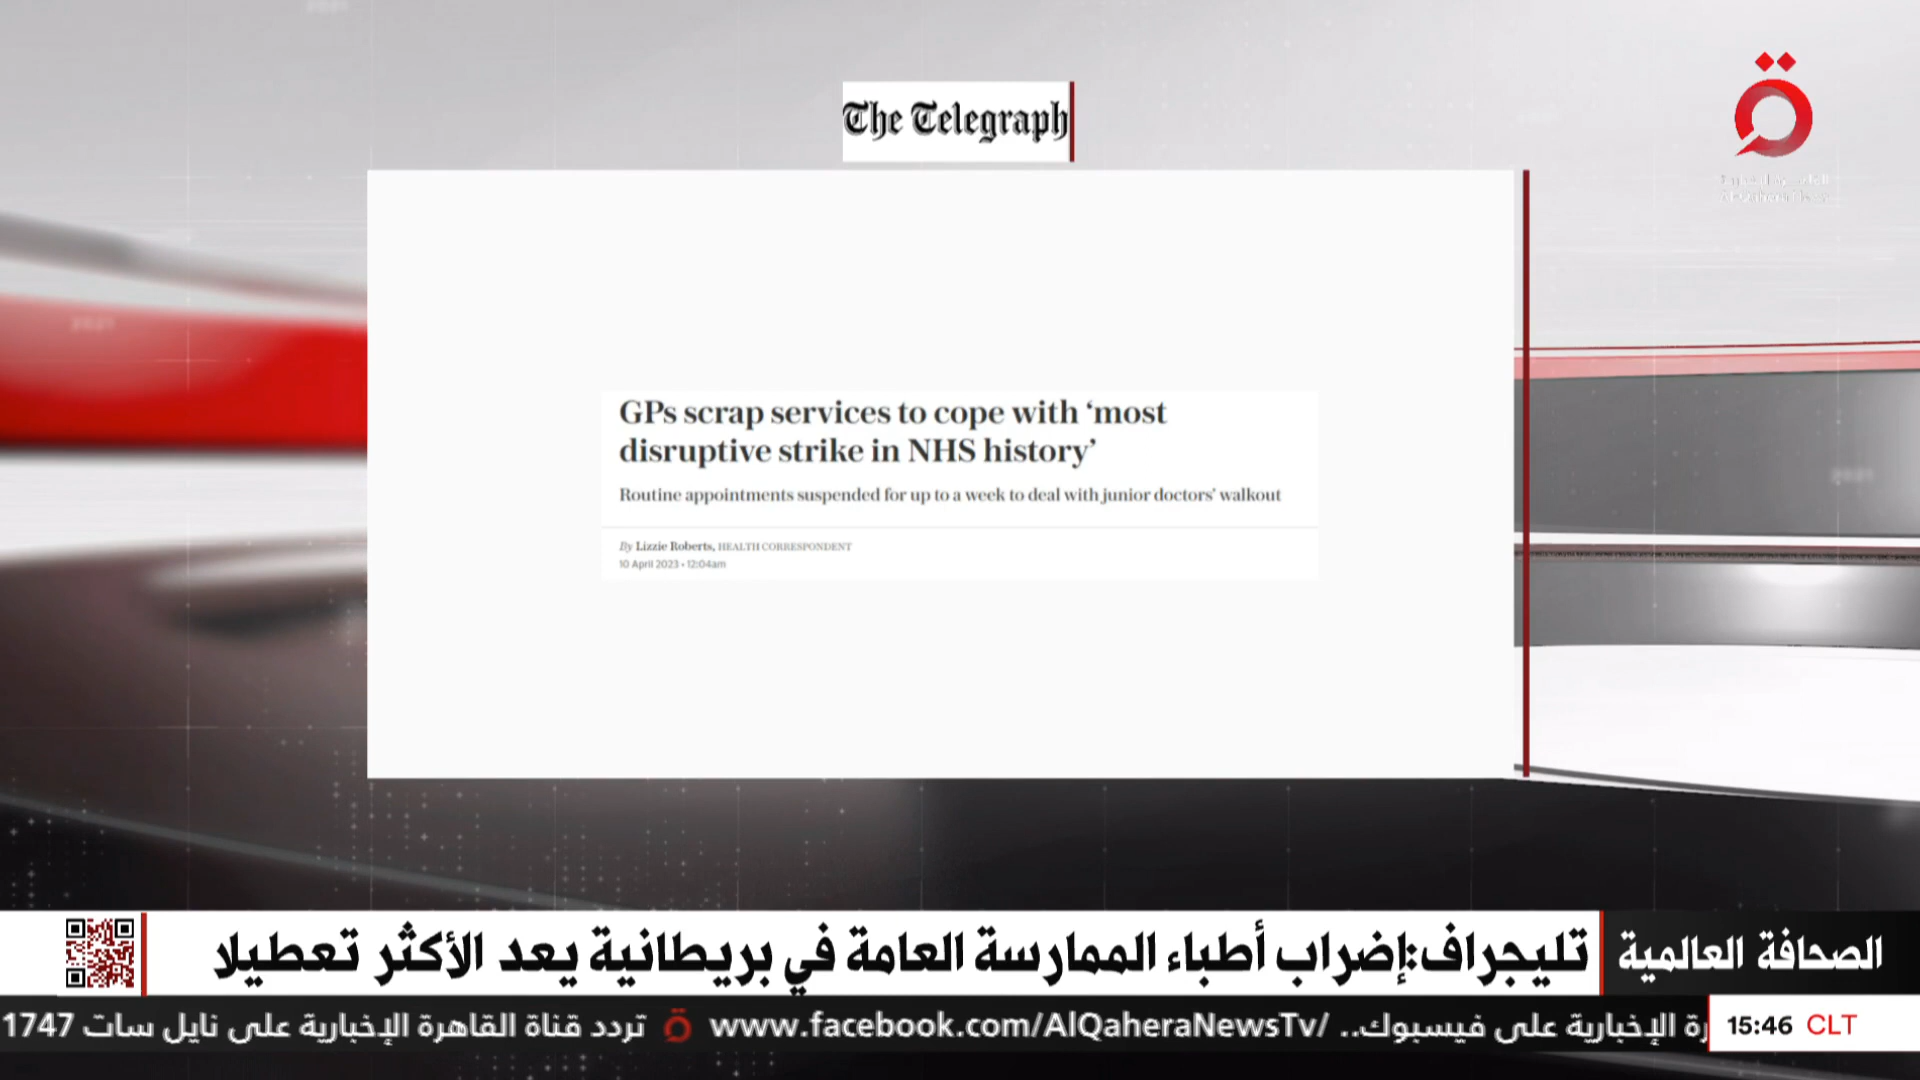 The Telegraph
GPs scrap services to cope with ‘most
disruptive strike in NHS history’
Routine appointments suspended for up to a week to deal with junior doctors’ walkout
By Lizzie Roberts, HEALTH CORRESPONDENT
10 April 2023 • 12:04am
الصحافة العالمية
تليجراف:إضراب أطباء الممارسة العامة في بريطانية يعد الأكثر تعطيلا
15:46 CLT
الإخبارية على فيسبوك.. www.facebook.com/AlQaheraNewsTv/ تردد قناة القاهرة الإخبارية على نايل سات 1747